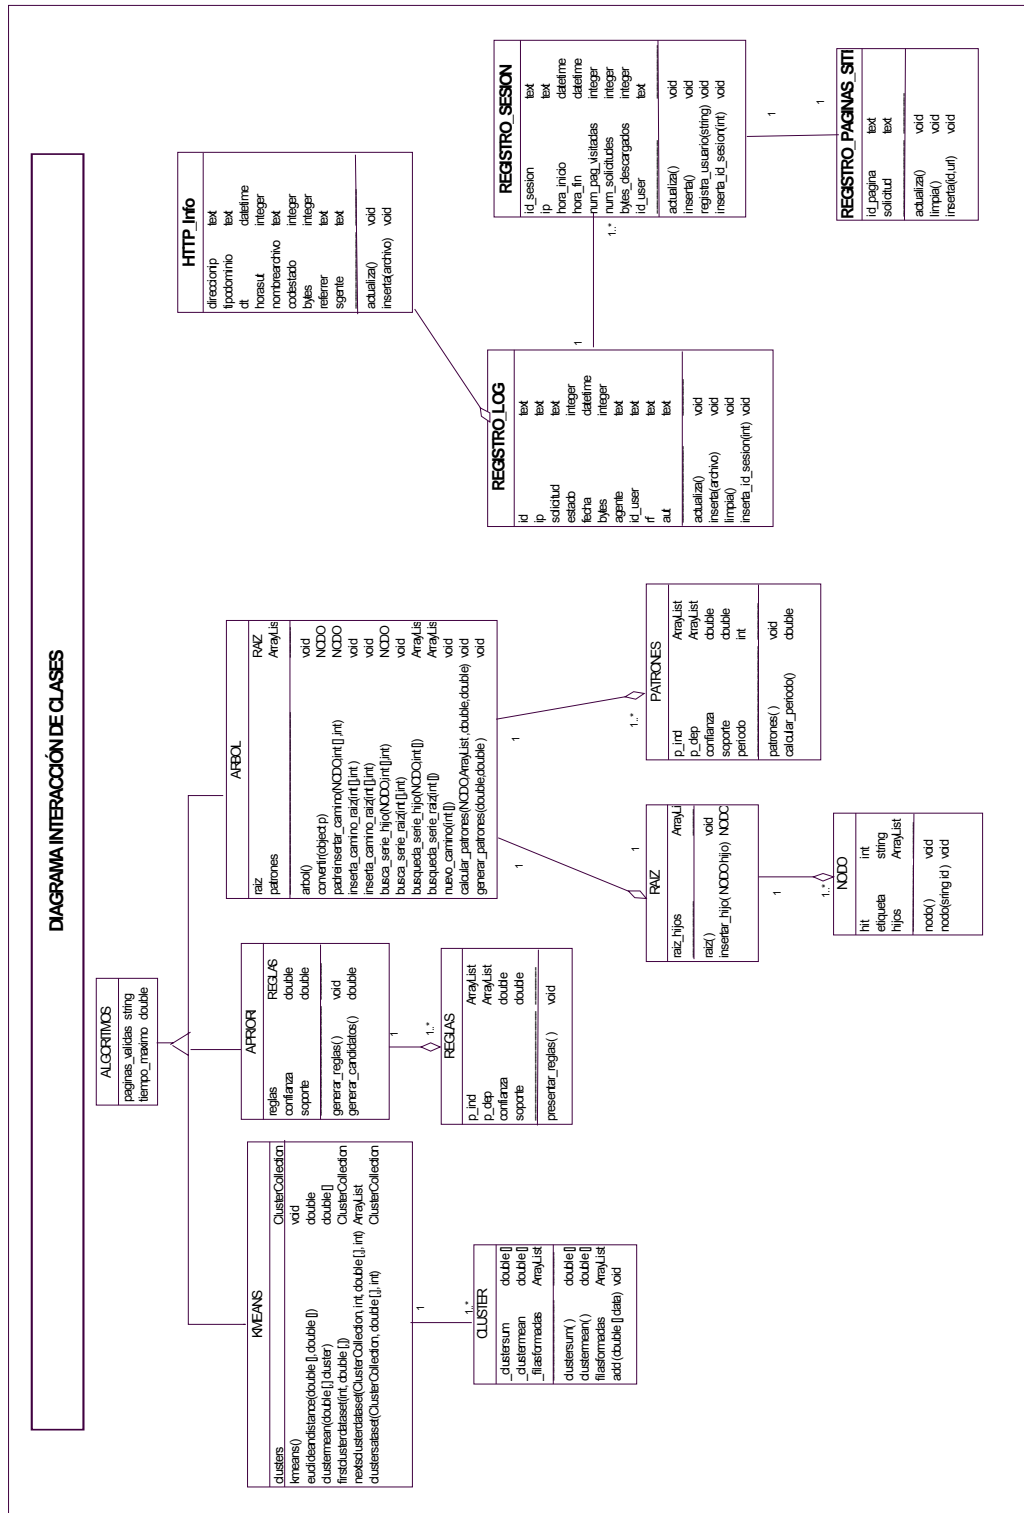 DIAGRAMA INTERACCIÓN DE CLASES
ALGORITMOS
paginas_validas string
tiempo_maximo double
KMEANS
clusters ClusterCollection
kmeans() void
euclideandistance(double [], double []) double
clustermean(double [,] cluster) double []
firstclusterdataset(int, double [,]) ClusterCollection
nextsclusterdataset(ClusterCollection, int, double [,], int) ArrayList
clustersataset(ClusterCollection, double [,], int) ClusterCollection
1
1..*
CLUSTER
_clustersum double []
_clustermean double []
_filasformadas ArrayList
clustersum() double []
clustermean() double []
filasformadas ArrayList
add (double [] data) void
APRIORI
reglas REGLAS
confianza double
soporte double
generar_reglas() void
generar_candidatos() double
1
1..*
REGLAS
p_ind ArrayList
p_dep ArrayList
confianza double
soporte double
presentar_reglas() void
ARBOL
raiz RAIZ
patrones ArrayLis
arbol() void
convertir(object p) NODO
padreinsertar_camino(NODO,int [],int) NODO
inserta_camino_raiz(int [],int ) void
inserta_camino_raiz(int [],int) void
busca_serie_hijo(NODO,int [],int) NODO
busca_serie_raiz(int [],int) void
busqueda_serie_hijo(NODO,int []) ArrayLis
busqueda_serie_raiz(int []) ArrayLis
nuevo_camino(int []) void
calcular_patrones(NODO,ArrayList ,double,double) void
generar_patrones(double,double) void
1
1
RAIZ
raiz_hijos ArrayLi
raiz() void
insertar_hijo( NODO hijo) NODO
1
1..*
NODO
hit int
etiqueta string
hijos ArrayList
nodo() void
nodo(sring id ) void
1
1..*
PATRONES
p_ind ArrayList
p_dep ArrayList
confianza double
soporte double
periodo int
patrones( ) void
calcular_periodo() double
HTTP_Info
direccionip text
tipodominio text
dt datetime
horasut integer
nombrearchivo text
codestado integer
bytes integer
referrer text
sgente text
actualiza() void
inserta(archivo) void
REGISTRO_LOG
id text
ip text
solicitud text
estado integer
fecha datetime
bytes integer
agente text
id_user text
rf text
aut text
actualiza() void
inserta(archivo) void
limpia() void
inserta_id_sesion(int) void
1
1..*
REGISTRO_SESION
id_sesion text
ip text
hora_inicio datetime
hora_fin datetime
num_pag_visitadas integer
num_solicitudes integer
bytes_descargados integer
id_user text
actualiza() void
inserta() void
registra_usuario(string) void
inserta_id_sesion(int) void
1
1
REGISTRO_PAGINAS_SITI
id_pagina text
solicitud text
actualiza() void
limpia() void
inserta(id,url) void